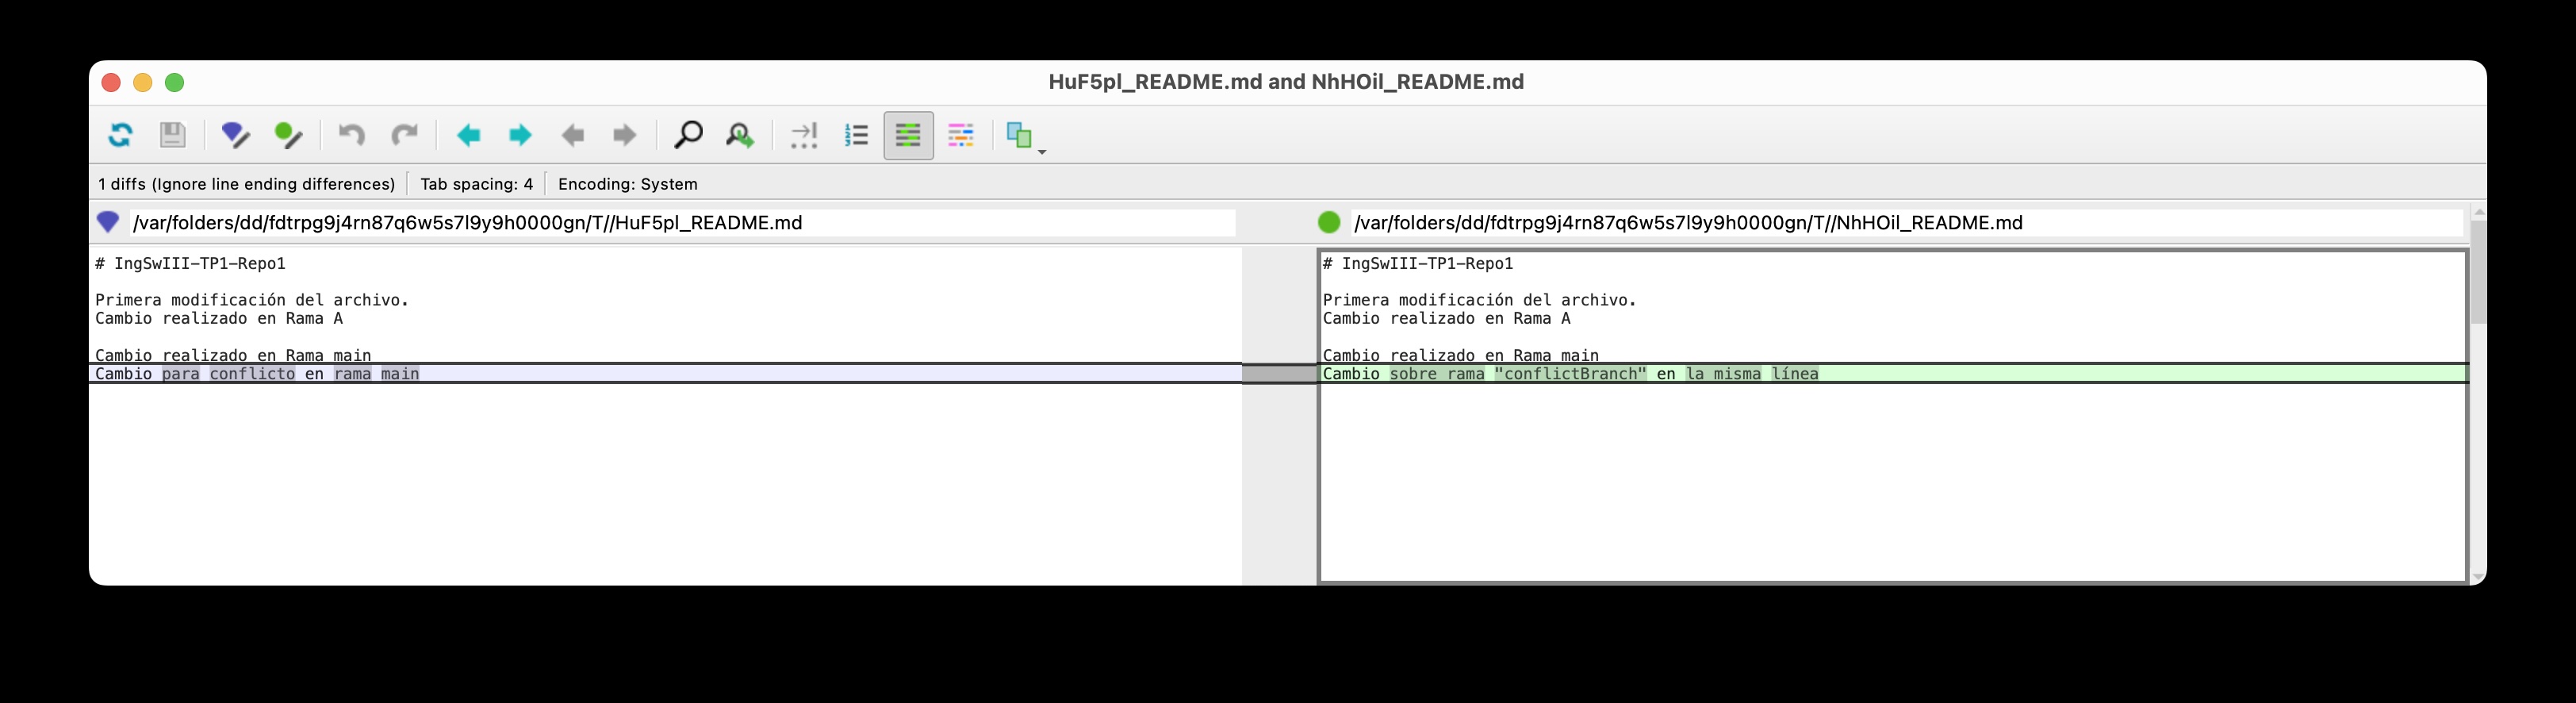 HuF5pl_README.md and NhHOil_README.md
1 diffs (Ignore line ending differences) Tab spacing: 4 Encoding: System
/var/folders/dd/fdtrpg9j4rn87q6w5s7l9y9h0000gn/T//HuF5pl_README.md
# IngSwIII-TP1-Repo1
Primera modificación del archivo.
Cambio realizado en Rama A
Cambio realizado en Rama main
Cambio para conflicto en rama main
/var/folders/dd/fdtrpg9j4rn87q6w5s7l9y9h0000gn/T//NhHOil_README.md
# IngSwIII-TP1-Repo1
Primera modificación del archivo.
Cambio realizado en Rama A
Cambio realizado en Rama main
Cambio sobre rama "conflictBranch" en la misma línea